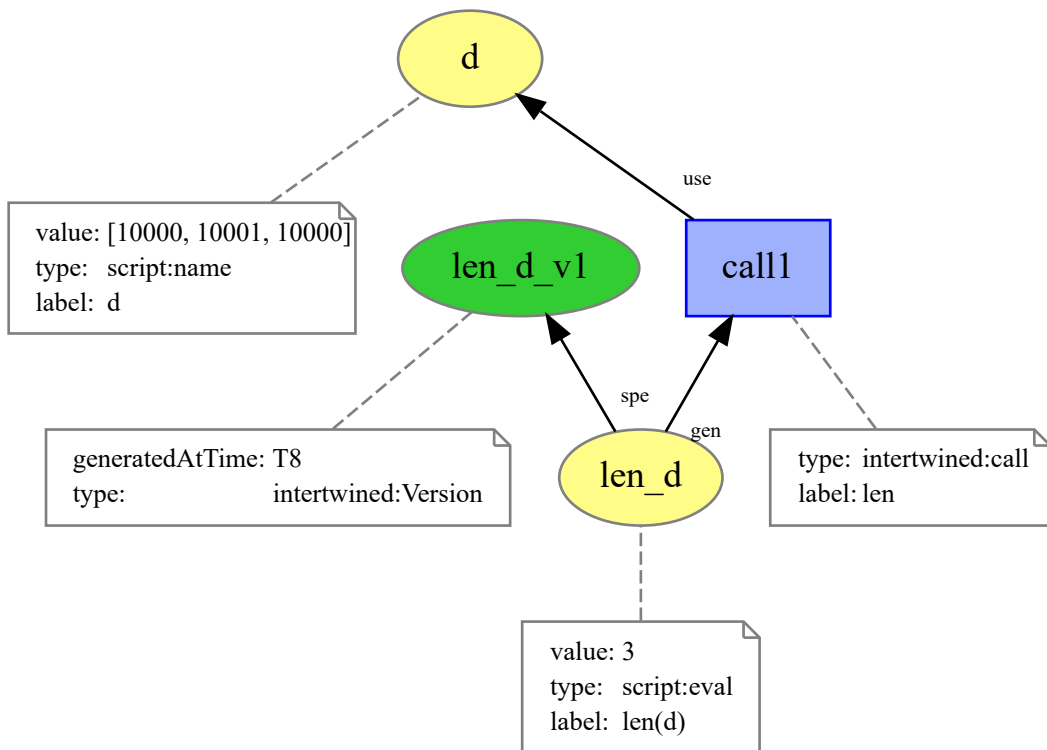 d
use
value: [10000, 10001, 10000]
type: script:name
label: d
len_d_v1
call1
spe
gen
generatedAtTime: T8
type: intertwined:Version
len_d
type: intertwined:call
label: len
value: 3
type: script:eval
label: len(d)